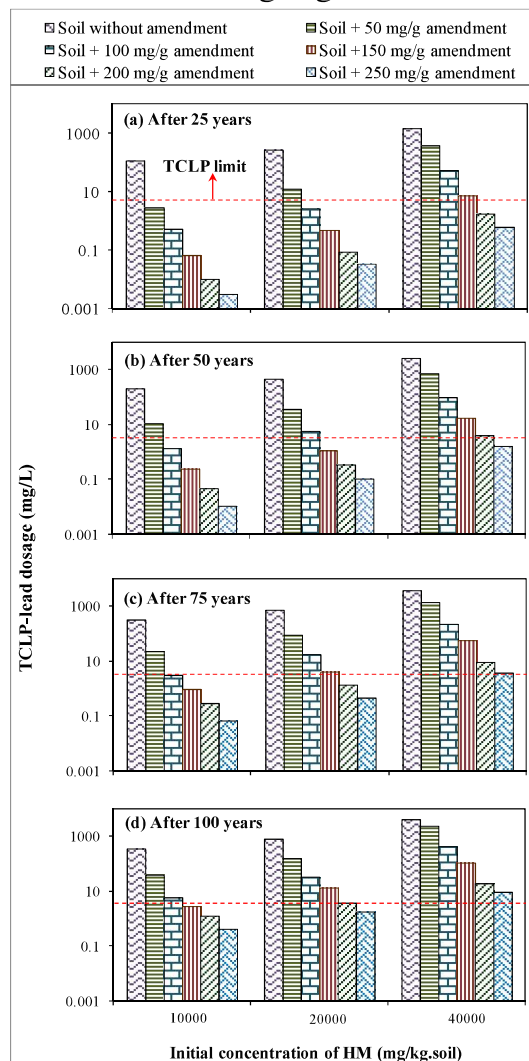 Soil without amendment
Soil + 50 mg/g amendment
Soil + 100 mg/g amendment
Soil +150 mg/g amendment
Soil + 200 mg/g amendment
Soil + 250 mg/g amendment
TCLP-lead dosage (mg/L)
(a) After 25 years
TCLP limit
1000
10
0.1
0.001
(b) After 50 years
1000
10
0.1
0.001
(c) After 75 years
1000
10
0.1
0.001
(d) After 100 years
1000
10
0.1
0.001
10000 20000 40000
Initial concentration of HM (mg/kg.soil)